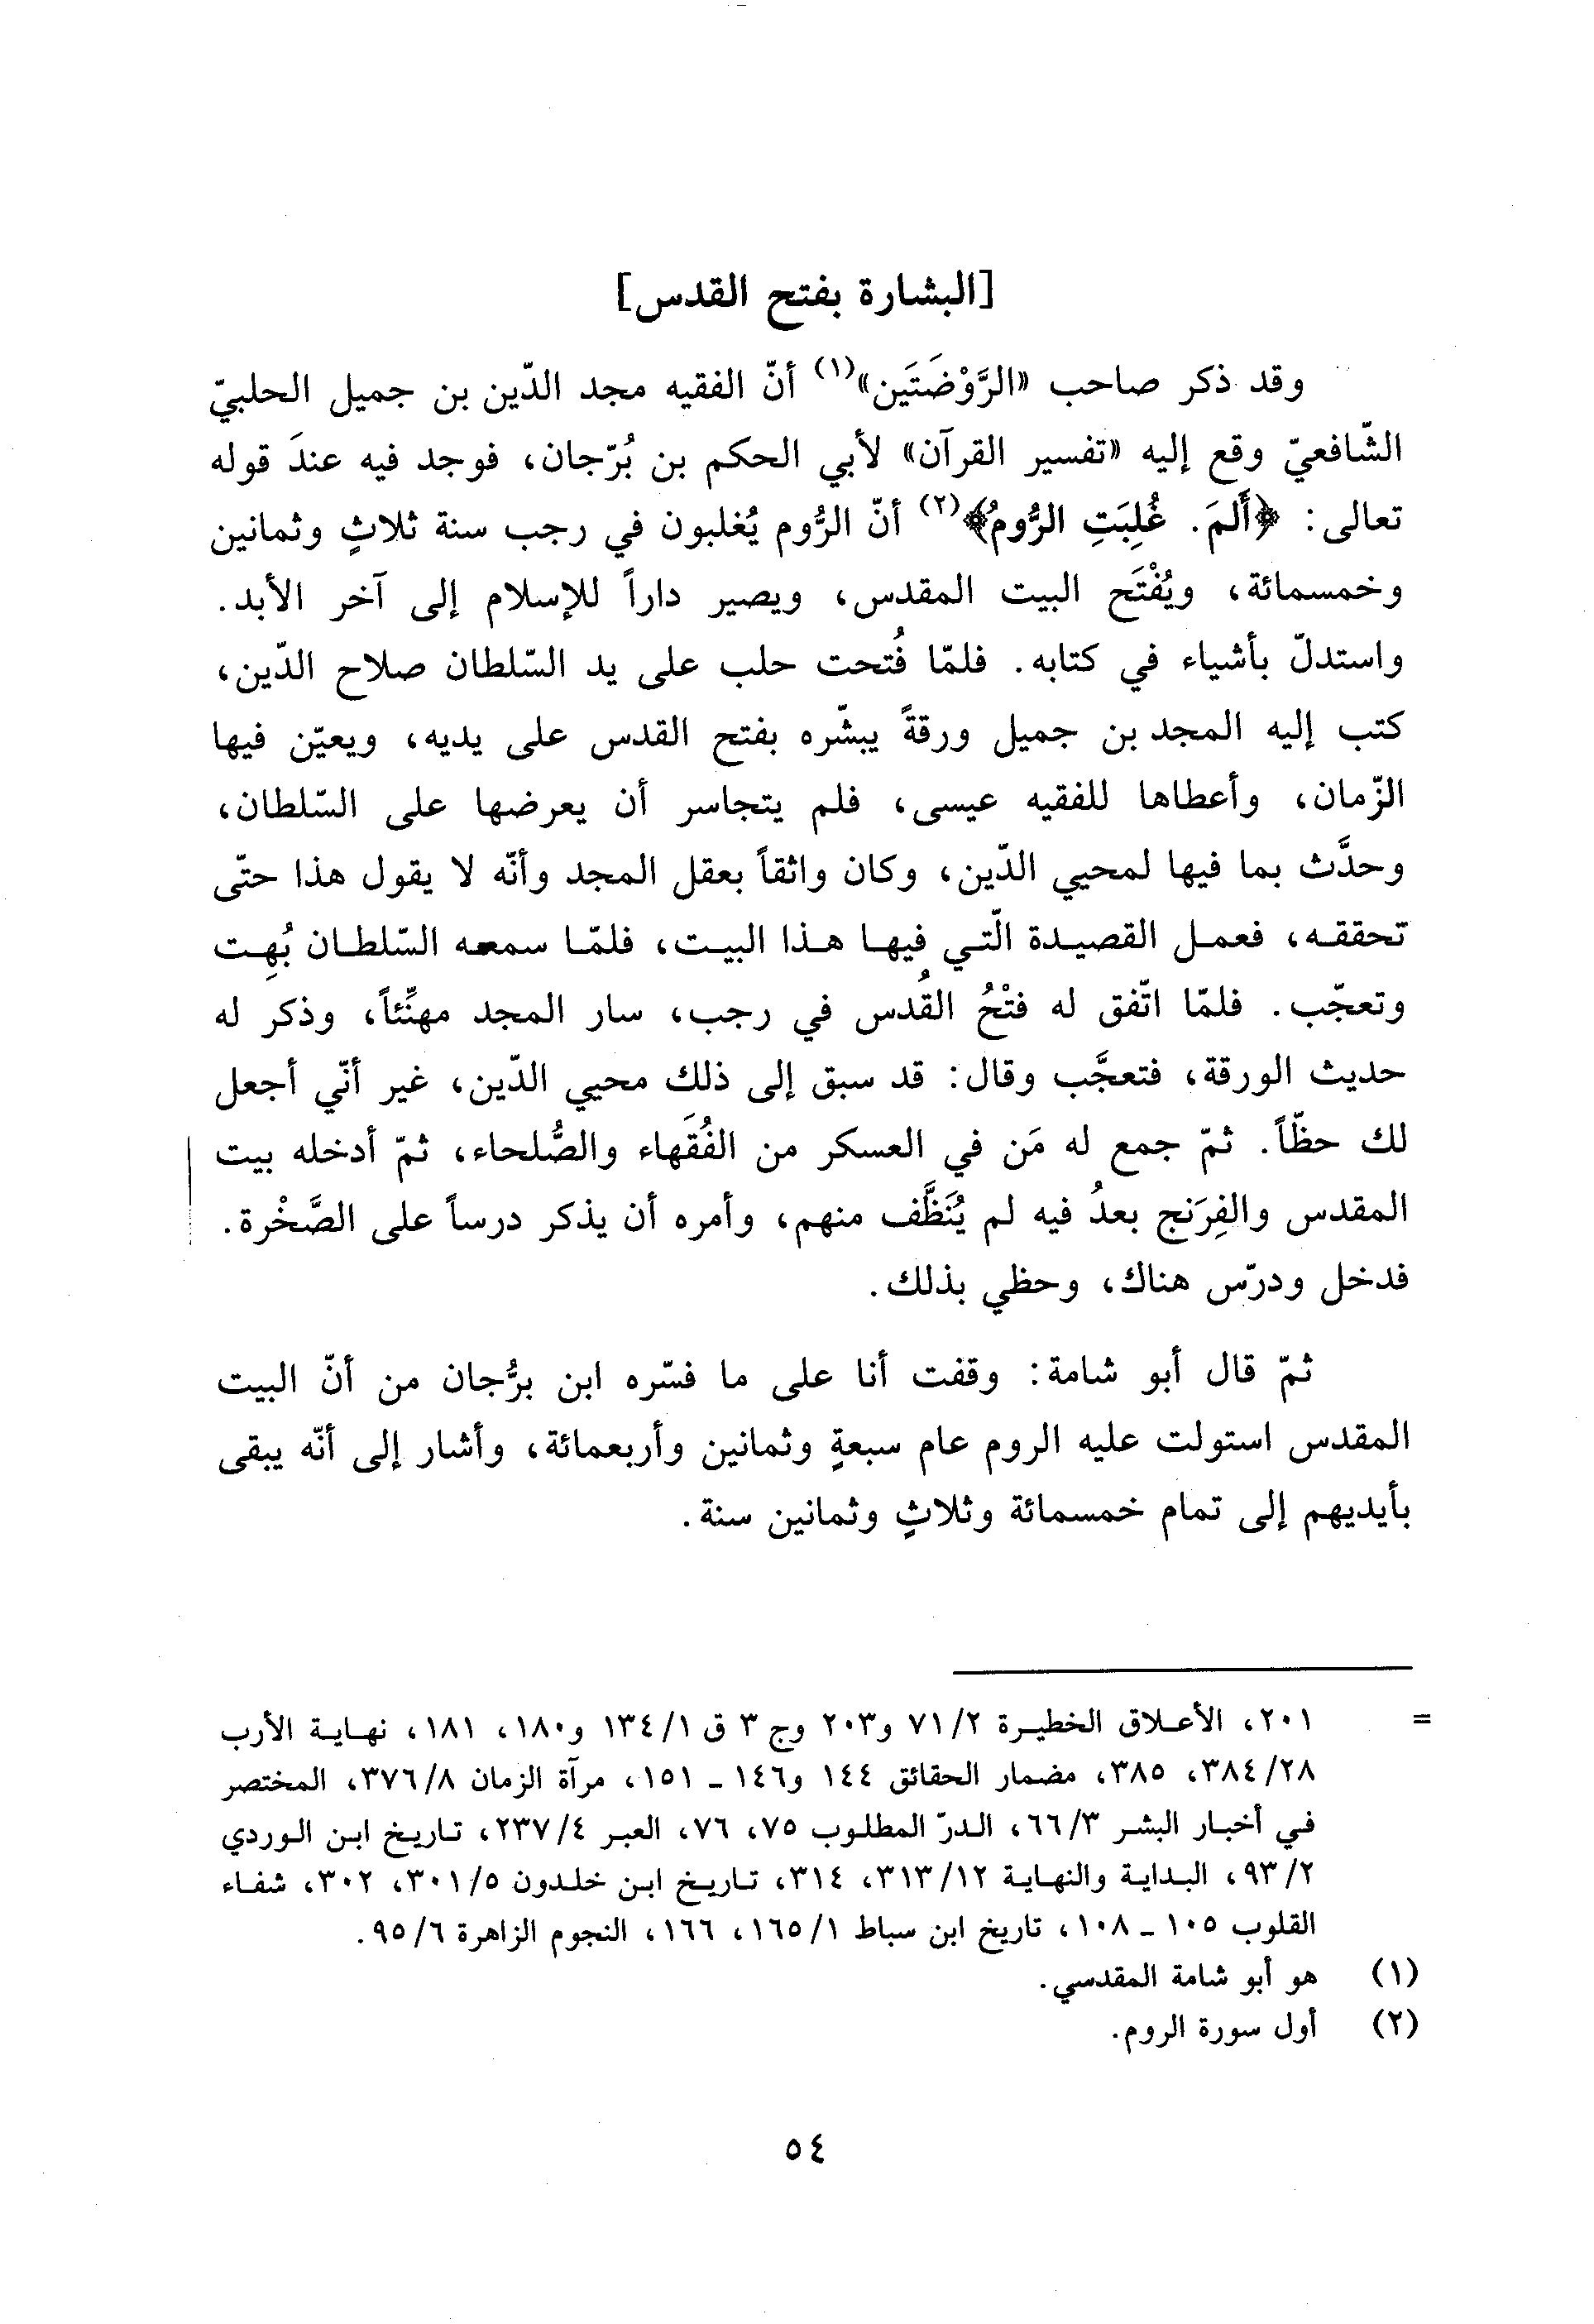 [البشارة بفتح القدس]
وقد ذكر صاحب «الرَّوْضَتَين»(١) أنّ الفقيه مجد الدّين بن جميل الحلبيّ
الشّافعيّ وقع إليه «تفسير القرآن» لأبي الحكم بن بُرّجان، فوجد فيه عندَ قوله
تعالى: ﴿أَلمَ. غُلِبَتِ الرُّومُ﴾(٢) أنّ الرُّوم يُغلبون في رجب سنة ثلاثٍ وثمانين
وخمسمائة، ويُفْتَح البيت المقدس، ويصير داراً للإسلام إلى آخر الأبد.
واستدلّ بأشياء في كتابه. فلمّا فُتحت حلب على يد السّلطان صلاح الدّين،
كتب إليه المجد بن جميل ورقةً يبشّره بفتح القدس على يديه، ويعيّن فيها
الزّمان، وأعطاها للفقيه عيسى، فلم يتجاسر أن يعرضها على السّلطان،
وحدَّث بما فيها لمحيي الدّين، وكان واثقاً بعقل المجد وأنّه لا يقول هذا حتّى
تحققه، فعمل القصيدة الّتي فيها هذا البيت، فلمّا سمعه السّلطان بُهِت
وتعجّب. فلمّا اتّفق له فتْحُ القُدس في رجب، سار المجد مهنِّئاً، وذكر له
حديث الورقة، فتعجَّب وقال: قد سبق إلى ذلك محيي الدّين، غير أنّي أجعل
لك حظّاً. ثمّ جمع له مَن في العسكر من الفُقَهاء والصُّلحاء، ثمّ أدخله بيت
المقدس والفِرَنج بعدُ فيه لم يُنَظَّف منهم، وأمره أن يذكر درساً على الصَّخْرة.
فدخل ودرّس هناك، وحظي بذلك.
ثمّ قال أبو شامة: وقفت أنا على ما فسّره ابن برُّجان من أنّ البيت
المقدس استولت عليه الروم عام سبعةٍ وثمانين وأربعمائة، وأشار إلى أنّه يبقى
بأيديهم إلى تمام خمسمائة وثلاثٍ وثمانين سنة.
= ٢٠١، الأعلاق الخطيرة ٧١/٢ و٢٠٣ وج ٣ ق ١٣٤/١ و١٨٠، ١٨١، نهاية الأرب
٣٨٤/٢٨، ٣٨٥، مضمار الحقائق ١٤٤ و١٤٦ ـ ١٥١، مرآة الزمان ٣٧٦/٨، المختصر
في أخبار البشر ٦٦/٣، الدرّ المطلوب ٧٥، ٧٦، العبر ٢٣٧/٤، تاريخ ابن الوردي
٩٣/٢، البداية والنهاية ٣١٣/١٢، ٣١٤، تاريخ ابن خلدون ٣٠١/٥، ٣٠٢، شفاء
القلوب ١٠٥ ـ ١٠٨، تاريخ ابن سباط ١٦٥/١، ١٦٦، النجوم الزاهرة ٩٥/٦.
(١) هو أبو شامة المقدسي.
(٢) أول سورة الروم.
٥٤